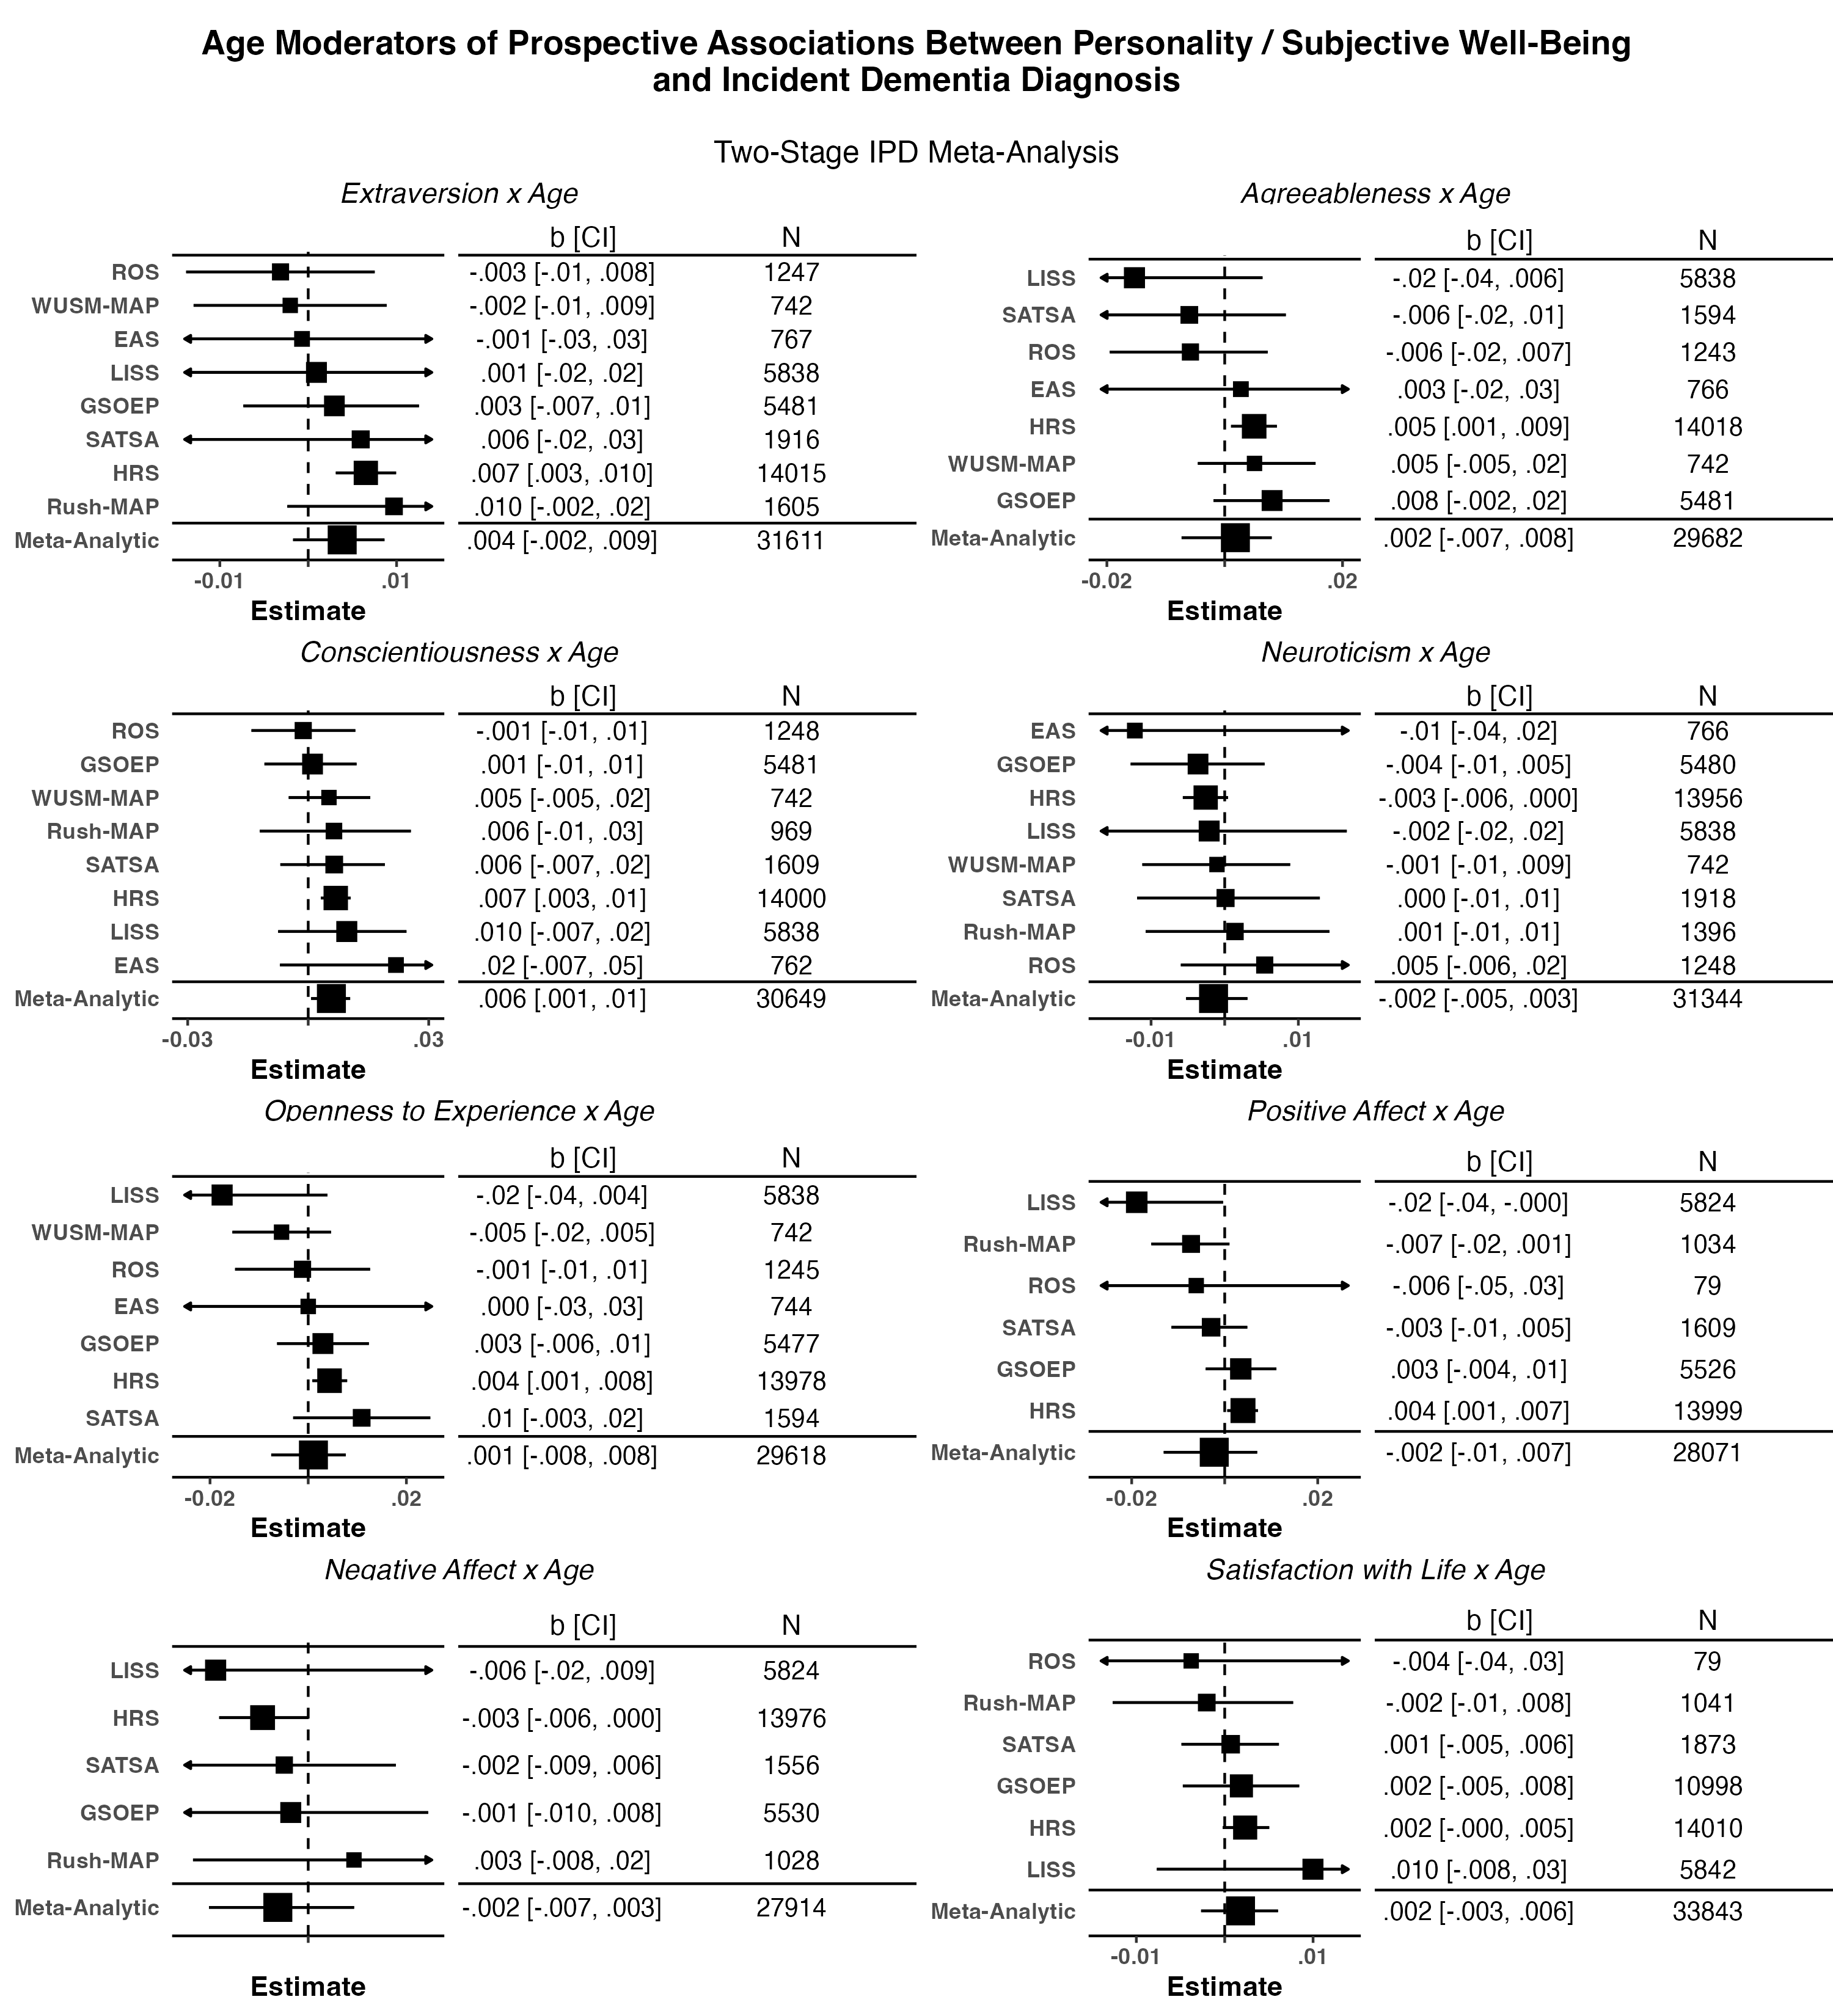 Age Moderators of Prospective Associations Between Personality / Subjective Well-Being
and Incident Dementia Diagnosis
Two-Stage IPD Meta-Analysis
Extraversion x Age
b [CI] N
ROS -.003 [-.01, .008] 1247
WUSM-MAP -.002 [-.01, .009] 742
EAS -.001 [-.03, .03] 767
LISS .001 [-.02, .02] 5838
GSOEP .003 [-.007, .01] 5481
SATSA .006 [-.02, .03] 1916
HRS .007 [.003, .010] 14015
Rush-MAP .010 [-.002, .02] 1605
Meta-Analytic .004 [-.002, .009] 31611
-0.01 .01
Estimate
Agreeableness x Age
b [CI] N
LISS -.02 [-.04, .006] 5838
SATSA -.006 [-.02, .01] 1594
ROS -.006 [-.02, .007] 1243
EAS .003 [-.02, .03] 766
HRS .005 [.001, .009] 14018
WUSM-MAP .005 [-.005, .02] 742
GSOEP .008 [-.002, .02] 5481
Meta-Analytic .002 [-.007, .008] 29682
-0.02 .02
Estimate
Conscientiousness x Age
b [CI] N
ROS -.001 [-.01, .01] 1248
GSOEP .001 [-.01, .01] 5481
WUSM-MAP .005 [-.005, .02] 742
Rush-MAP .006 [-.01, .03] 969
SATSA .006 [-.007, .02] 1609
HRS .007 [.003, .01] 14000
LISS .010 [-.007, .02] 5838
EAS .02 [-.007, .05] 762
Meta-Analytic .006 [.001, .01] 30649
-0.03 .03
Estimate
Neuroticism x Age
b [CI] N
EAS -.01 [-.04, .02] 766
GSOEP -.004 [-.01, .005] 5480
HRS -.003 [-.006, .000] 13956
LISS -.002 [-.02, .02] 5838
WUSM-MAP -.001 [-.01, .009] 742
SATSA .000 [-.01, .01] 1918
Rush-MAP .001 [-.01, .01] 1396
ROS .005 [-.006, .02] 1248
Meta-Analytic -.002 [-.005, .003] 31344
-0.01 .01
Estimate
Openness to Experience x Age
b [CI] N
LISS -.02 [-.04, .004] 5838
WUSM-MAP -.005 [-.02, .005] 742
ROS -.001 [-.01, .01] 1245
EAS .000 [-.03, .03] 744
GSOEP .003 [-.006, .01] 5477
HRS .004 [.001, .008] 13978
SATSA .01 [-.003, .02] 1594
Meta-Analytic .001 [-.008, .008] 29618
-0.02 .02
Estimate
Positive Affect x Age
b [CI] N
LISS -.02 [-.04, -.000] 5824
Rush-MAP -.007 [-.02, .001] 1034
ROS -.006 [-.05, .03] 79
SATSA -.003 [-.01, .005] 1609
GSOEP .003 [-.004, .01] 5526
HRS .004 [.001, .007] 13999
Meta-Analytic -.002 [-.01, .007] 28071
-0.02 .02
Estimate
Negative Affect x Age
b [CI] N
LISS -.006 [-.02, .009] 5824
HRS -.003 [-.006, .000] 13976
SATSA -.002 [-.009, .006] 1556
GSOEP -.001 [-.010, .008] 5530
Rush-MAP .003 [-.008, .02] 1028
Meta-Analytic -.002 [-.007, .003] 27914
Estimate
Satisfaction with Life x Age
b [CI] N
ROS -.004 [-.04, .03] 79
Rush-MAP -.002 [-.01, .008] 1041
SATSA .001 [-.005, .006] 1873
GSOEP .002 [-.005, .008] 10998
HRS .002 [-.000, .005] 14010
LISS .010 [-.008, .03] 5842
Meta-Analytic .002 [-.003, .006] 33843
-0.01 .01
Estimate